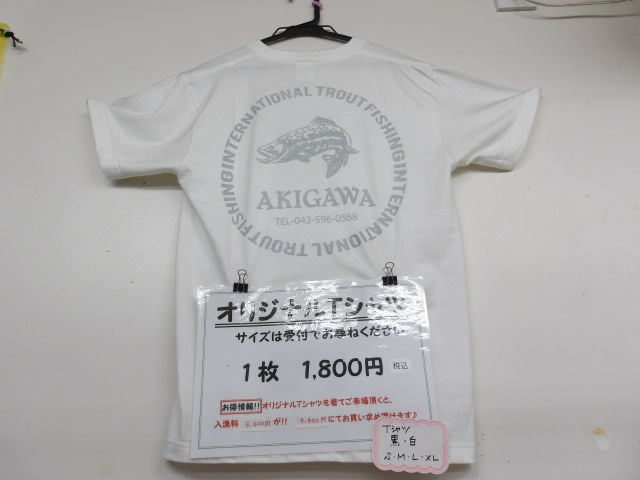 INTERNATIONAL TROUTFISHING
INTERNATIONAL TROUTFISHING
AKIGAWA
TEL-042-596-0568
オリジナルTシャツ
サイズは受付でお尋ねください
1枚 1,800円 税込
お得情報!! オリジナルTシャツを着てご来場頂くと、
入漁料 が!! にてお買い求め頂けます♪
Tシャツ
黒・白
S・M・L・XL